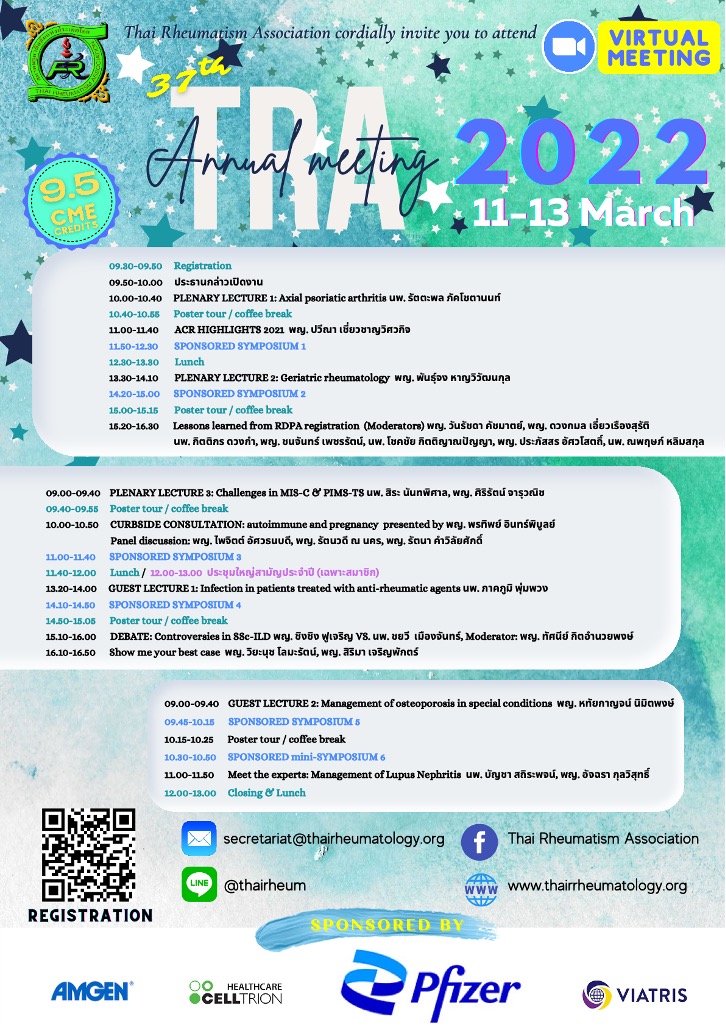 Thai Rheumatism Association cordially invite you to attend
VIRTUAL
MEETING
37th
TRA
Annual meeting
2022
11-13 March
9.5
CME
CREDITS
09.30-09.50 Registration
09.50-10.00 ประธานกล่าวเปิดงาน
10.00-10.40 PLENARY LECTURE 1: Axial psoriatic arthritis นพ. รัตตะพล ภัคโชตานนท์
10.40-10.55 Poster tour / coffee break
11.00-11.40 ACR HIGHLIGHTS 2021 พญ. ปวีณา เชี่ยวชาญวิศวกิจ
11.50-12.30 SPONSORED SYMPOSIUM 1
12.30-13.30 Lunch
13.30-14.10 PLENARY LECTURE 2: Geriatric rheumatology พญ. พันธุ์จง หาญวิวัฒนกุล
14.20-15.00 SPONSORED SYMPOSIUM 2
15.00-15.15 Poster tour / coffee break
15.20-16.30 Lessons learned from RDPA registration (Moderators) พญ. วันรัชดา คัชมาตย์, พญ. ดวงกมล เอี่ยวเรืองสุรัติ
นพ. กิตติกร ดวงกำ, พญ. ชนจันทร์ เพชรรัตน์, นพ. โชคชัย กิตติญาณปัญญา, พญ. ประภัสสร อัศวโสตถิ์, นพ. ณพฤษภ์ หลิมสกุล
09.00-09.40 PLENARY LECTURE 3: Challenges in MIS-C & PIMS-TS นพ. สิระ นันทพิศาล, พญ. ศิริรัตน์ จารุวณิช
09.40-09.55 Poster tour / coffee break
10.00-10.50 CURBSIDE CONSULTATION: autoimmune and pregnancy presented by พญ. พรทิพย์ อินทร์พิบูลย์
Panel discussion: พญ. ไพจิตต์ อัศวธนบดี, พญ. รัตนวดี ณ นคร, พญ. รัตนา คำวิลัยศักดิ์
11.00-11.40 SPONSORED SYMPOSIUM 3
11.40-12.00 Lunch / 12.00-13.00 ประชุมใหญ่สามัญประจำปี (เฉพาะสมาชิก)
13.20-14.00 GUEST LECTURE 1: Infection in patients treated with anti-rheumatic agents นพ. ภาคภูมิ พุ่มพวง
14.10-14.50 SPONSORED SYMPOSIUM 4
14.50-15.05 Poster tour / coffee break
15.10-16.00 DEBATE: Controversies in SSc-ILD พญ. ชิงชิง ฟูเจริญ VS. นพ. ชยวี เมืองจันทร์, Moderator: พญ. ทัศนีย์ กิตอำนวยพงษ์
16.10-16.50 Show me your best case พญ. วิยะนุช โลมะรัตน์, พญ. สิริมา เจริญพักตร์
09.00-09.40 GUEST LECTURE 2: Management of osteoporosis in special conditions พญ. หทัยกาญจน์ นิมิตพงษ์
09.45-10.15 SPONSORED SYMPOSIUM 5
10.15-10.25 Poster tour / coffee break
10.30-10.50 SPONSORED mini-SYMPOSIUM 6
11.00-11.50 Meet the experts: Management of Lupus Nephritis นพ. บัญชา สถิระพจน์, พญ. อัจฉรา กุลวิสุทธิ์
12.00-13.00 Closing & Lunch
secretariat@thairheumatology.org
Thai Rheumatism Association
LINE
@thairheum
www
www.thairrheumatology.org
REGISTRATION
SPONSORED BY
AMGEN®
HEALTHCARE
CELLTRION
Pfizer
VIATRIS